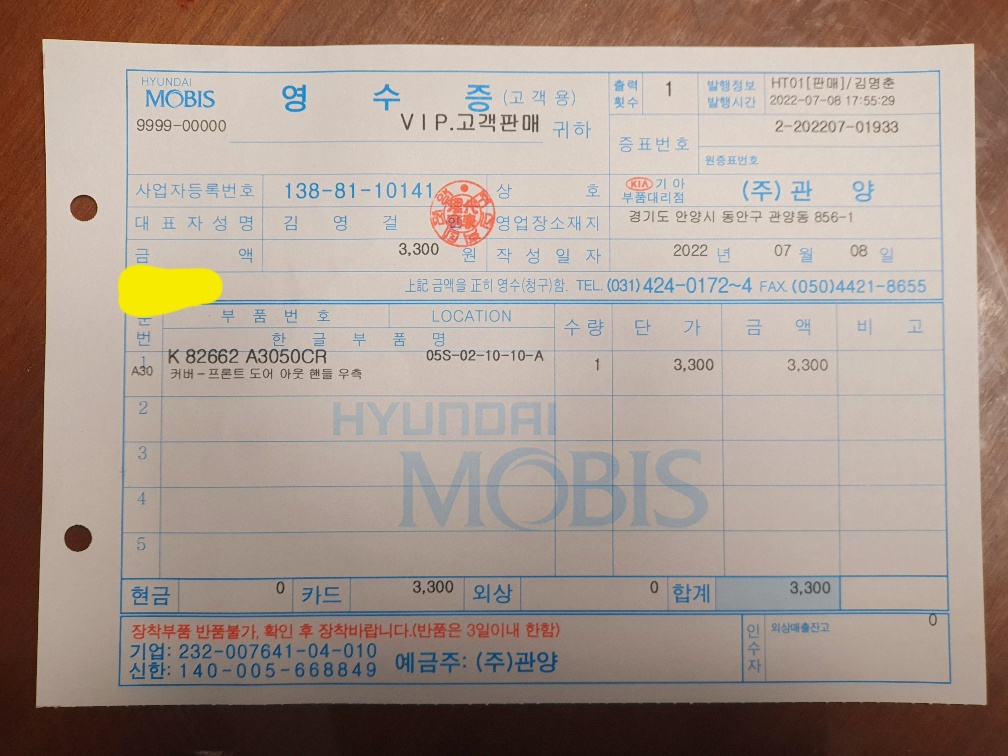 HYUNDAI
MOBIS
영 수 증 (고객용)
출력 횟수 1
발행정보 HT01[판매]/김명춘
발행시간 2022-07-08 17:55:29
9999-00000
VIP.고객판매 귀하
증표번호 2-202207-01933
원증표번호
사업자등록번호 138-81-10141 상 호 KIA 기아 부품대리점 (주)관 양
대표자성명 김 영 걸 인 영업장소재지 경기도 안양시 동안구 관양동 856-1
금 액 3,300 원 작성일자 2022 년 07 월 08 일
上記 금액을 正히 영수(청구)함. TEL. (031)424-0172~4 FAX. (050)4421-8655
번 부품번호 LOCATION 수량 단 가 금 액 비 고
한글부품명
1 K 82662 A3050CR 05S-02-10-10-A 1 3,300 3,300
A30 커버-프론트 도어 아웃 핸들 우측
2
HYUNDAI
3
MOBIS
4
5
현금 0 카드 3,300 외상 0 합계 3,300
장착부품 반품불가, 확인 후 장착바랍니다.(반품은 3일이내 한함)
기업: 232-007641-04-010
신한: 140-005-668849 예금주: (주)관양
인수자 외상매출잔고 0